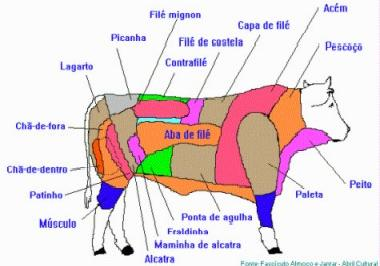 Filé mignon
Acém
Picanha
Capa de filé
Filé de costela
Pescoço
Contrafilé
Lagarto
Chã-de-fora
Aba de filé
Chã-de-dentro
Patinho
Peito
Paleta
Músculo
Ponta de agulha
Fraldinha
Maminha de alcatra
Alcatra
Fonte: Fascículo Almoço e Jantar - Abril Cultural